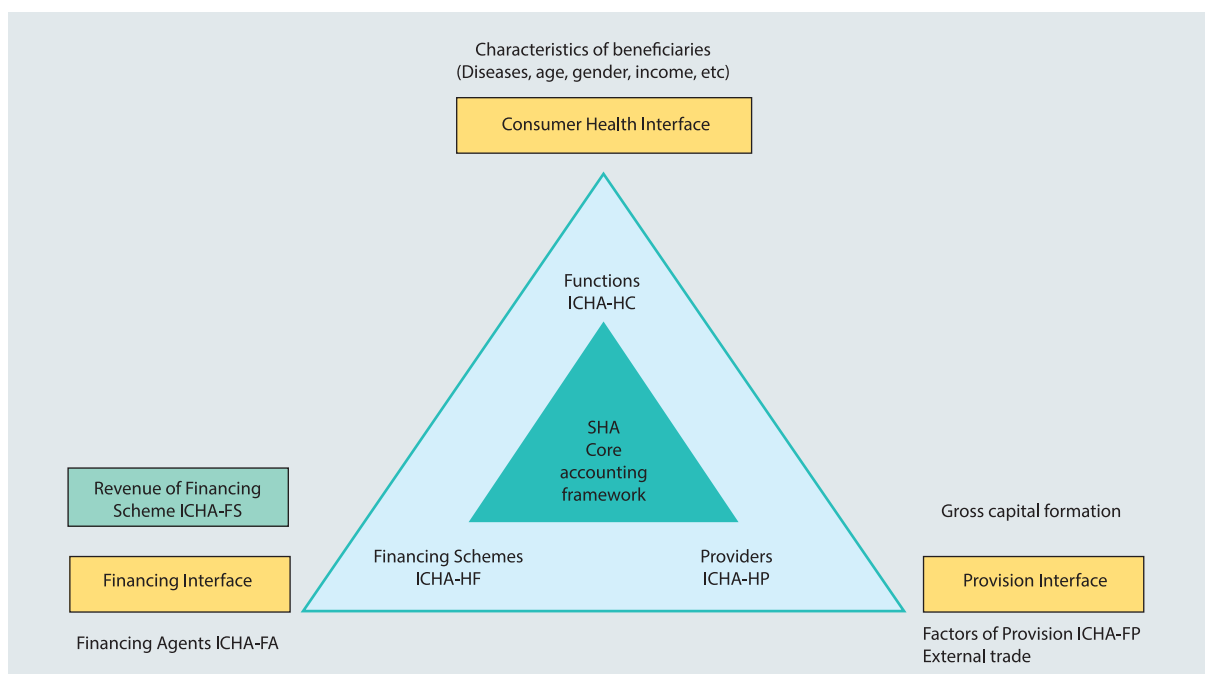 Characteristics of beneficiaries
(Diseases, age, gender, income, etc)
Consumer Health Interface
Functions
ICHA-HC
SHA
Core
accounting
framework
Revenue of Financing
Scheme ICHA-FS
Financing Interface
Financing Agents ICHA-FA
Financing Schemes
ICHA-HF
Providers
ICHA-HP
Gross capital formation
Provision Interface
Factors of Provision ICHA-FP
External trade